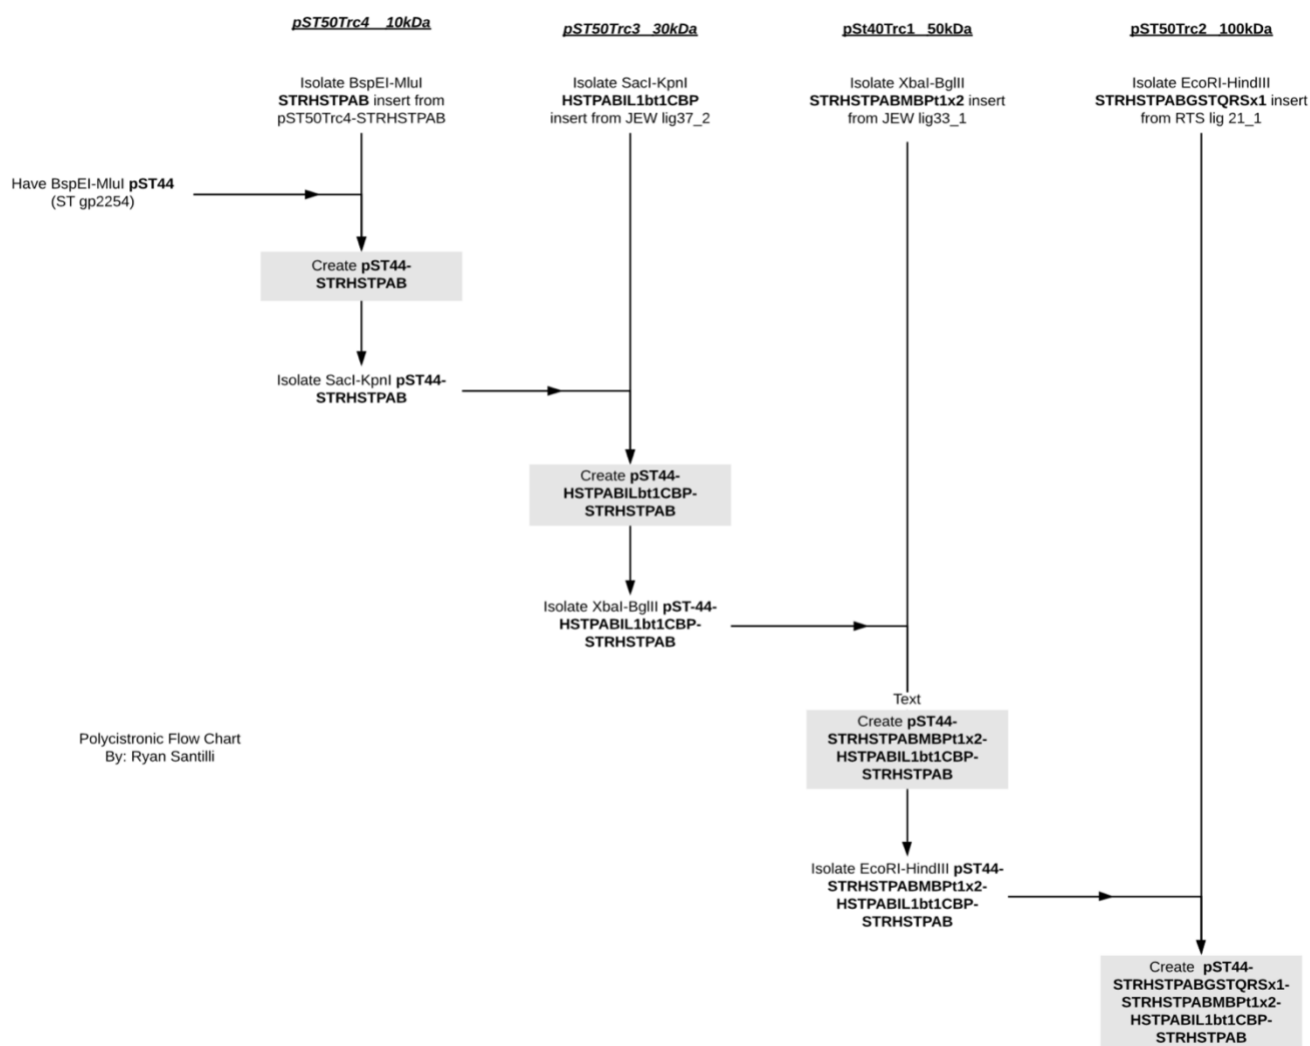 pST50Trc4 10kDa
pST50Trc3 30kDa
pSt40Trc1 50kDa
pST50Trc2 100kDa
Isolate BspEI-MluI
STRHSTPAB insert from
pST50Trc4-STRHSTPAB
Isolate SacI-KpnI
HSTPABIL1bt1CBP
insert from JEW lig37_2
Isolate XbaI-BglII
STRHSTPABMBPt1x2 insert
from JEW lig33_1
Isolate EcoRI-HindIII
STRHSTPABGSTQRSx1 insert
from RTS lig 21_1
Have BspEI-MluI pST44
(ST gp2254)
Create pST44-
STRHSTPAB
Isolate SacI-KpnI pST44-
STRHSTPAB
Create pST44-
HSTPABILbt1CBP-
STRHSTPAB
Isolate XbaI-BglII pST-44-
HSTPABIL1bt1CBP-
STRHSTPAB
Text
Create pST44-
STRHSTPABMBPt1x2-
HSTPABIL1bt1CBP-
STRHSTPAB
Polycistronic Flow Chart
By: Ryan Santilli
Isolate EcoRI-HindIII pST44-
STRHSTPABMBPt1x2-
HSTPABIL1bt1CBP-
STRHSTPAB
Create pST44-
STRHSTPABGSTQRSx1-
STRHSTPABMBPt1x2-
HSTPABIL1bt1CBP-
STRHSTPAB